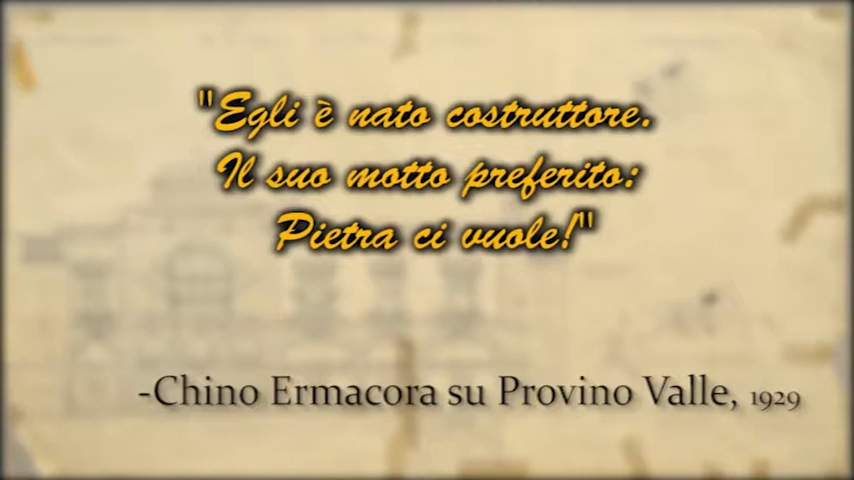 "Egli è nato costruttore.
Il suo motto preferito:
Pietra ci vuole!"
-Chino Ermacora su Provino Valle, 1929